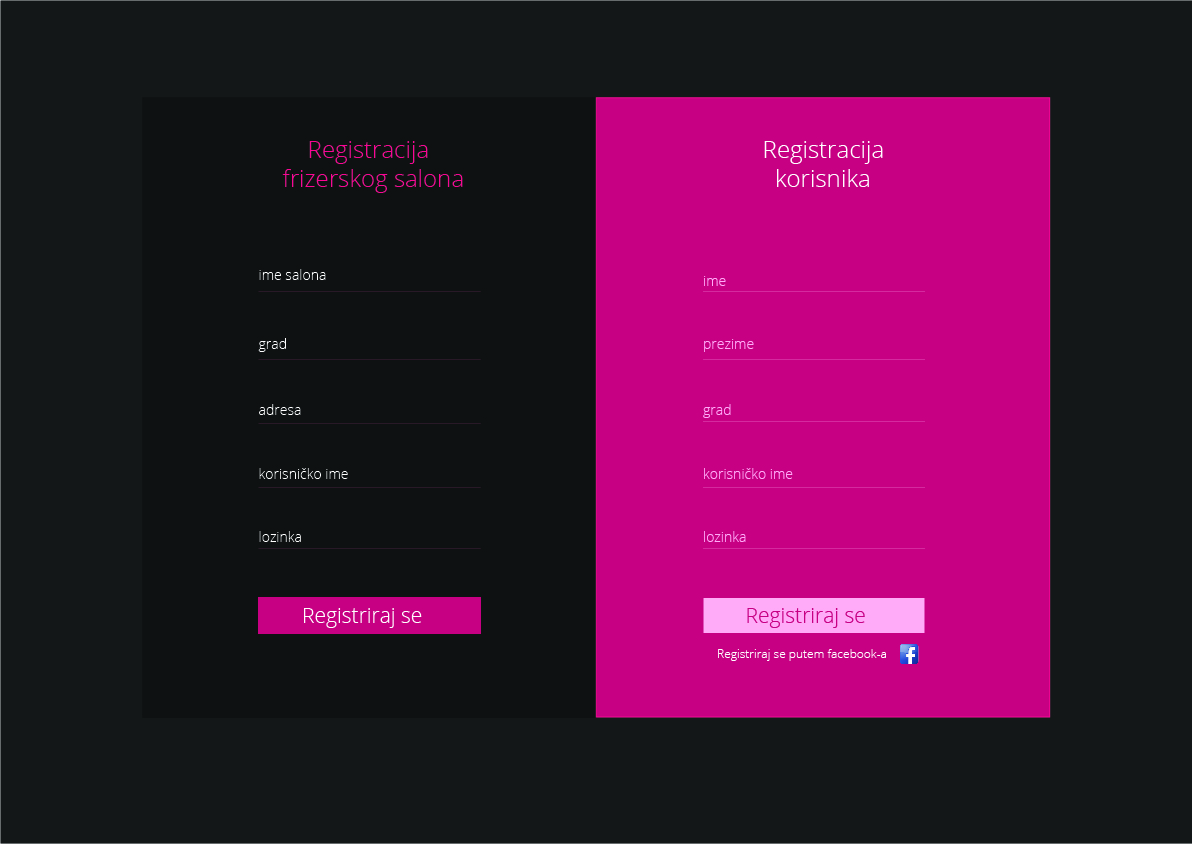 Registracija
frizerskog salona
ime salona
grad
adresa
korisničko ime
lozinka
Registriraj se
Registracija
korisnika
ime
prezime
grad
korisničko ime
lozinka
Registriraj se
Registriraj se putem facebook-a